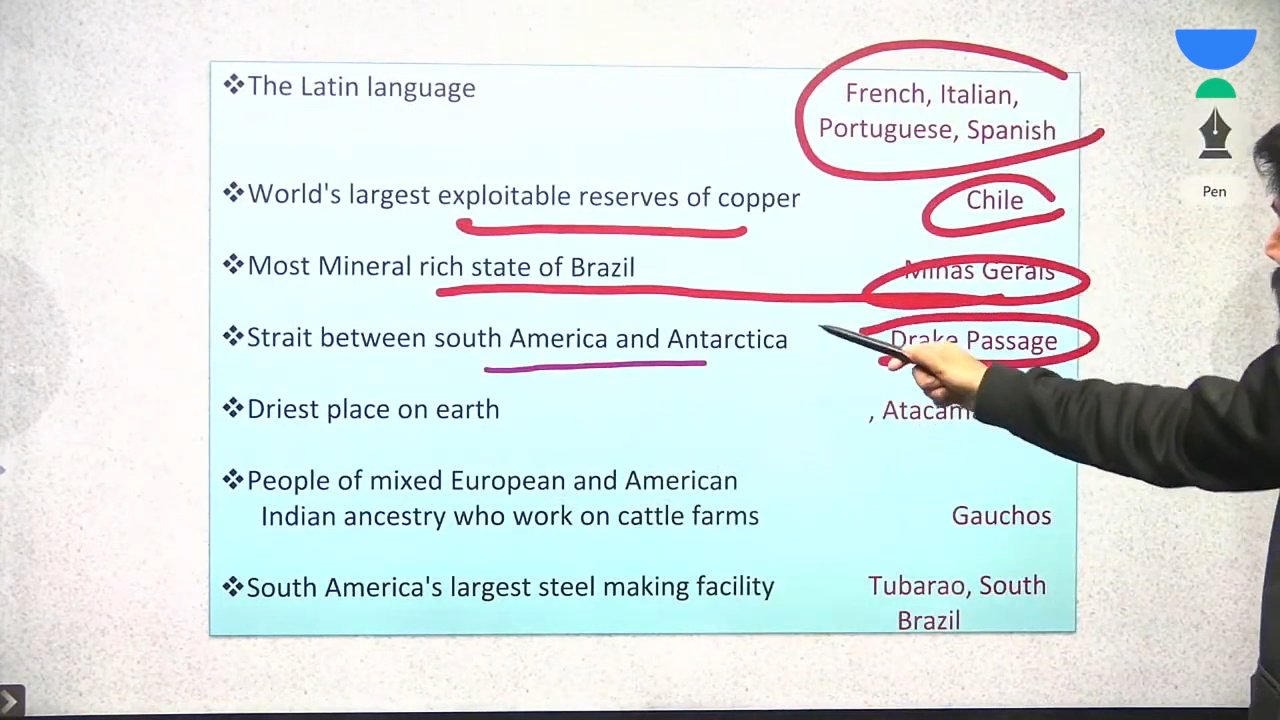 ❖The Latin language
French, Italian,
Portuguese, Spanish
❖World's largest exploitable reserves of copper
Chile
❖Most Mineral rich state of Brazil
Minas Gerais
❖Strait between south America and Antarctica
Drake Passage
❖Driest place on earth
,
❖People of mixed European and American
Indian ancestry who work on cattle farms
Gauchos
❖South America's largest steel making facility
Tubarao, South
Brazil
Pen